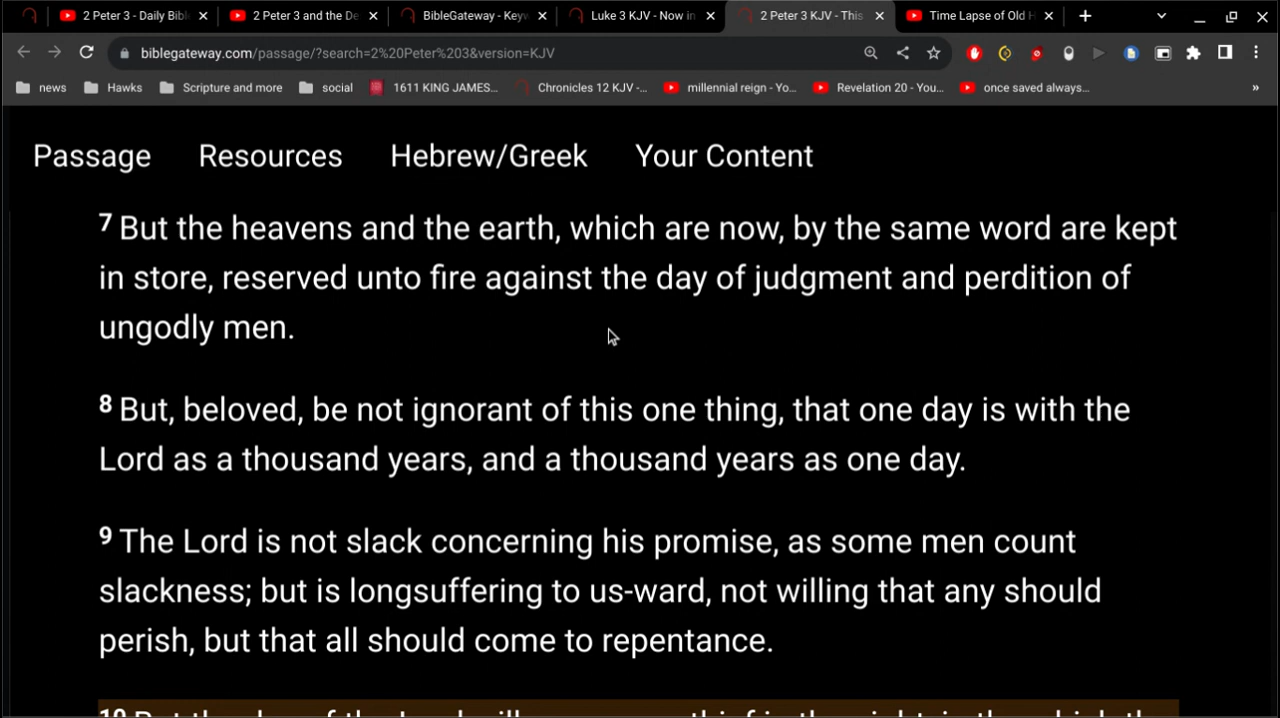 2 Peter 3 - Daily Bibl
2 Peter 3 and the De
BibleGateway - Keyw
Luke 3 KJV - Now in
2 Peter 3 KJV - This
Time Lapse of Old H
biblegateway.com/passage/?search=2%20Peter%203&version=KJV
news
Hawks
Scripture and more
social
1611 KING JAMES...
Chronicles 12 KJV -...
millennial reign - Yo...
Revelation 20 - You...
once saved always...
»
Passage
Resources
Hebrew/Greek
Your Content
7 But the heavens and the earth, which are now, by the same word are kept
in store, reserved unto fire against the day of judgment and perdition of
ungodly men.
8 But, beloved, be not ignorant of this one thing, that one day is with the
Lord as a thousand years, and a thousand years as one day.
9 The Lord is not slack concerning his promise, as some men count
slackness; but is longsuffering to us-ward, not willing that any should
perish, but that all should come to repentance.
10 But the day of the Lord will